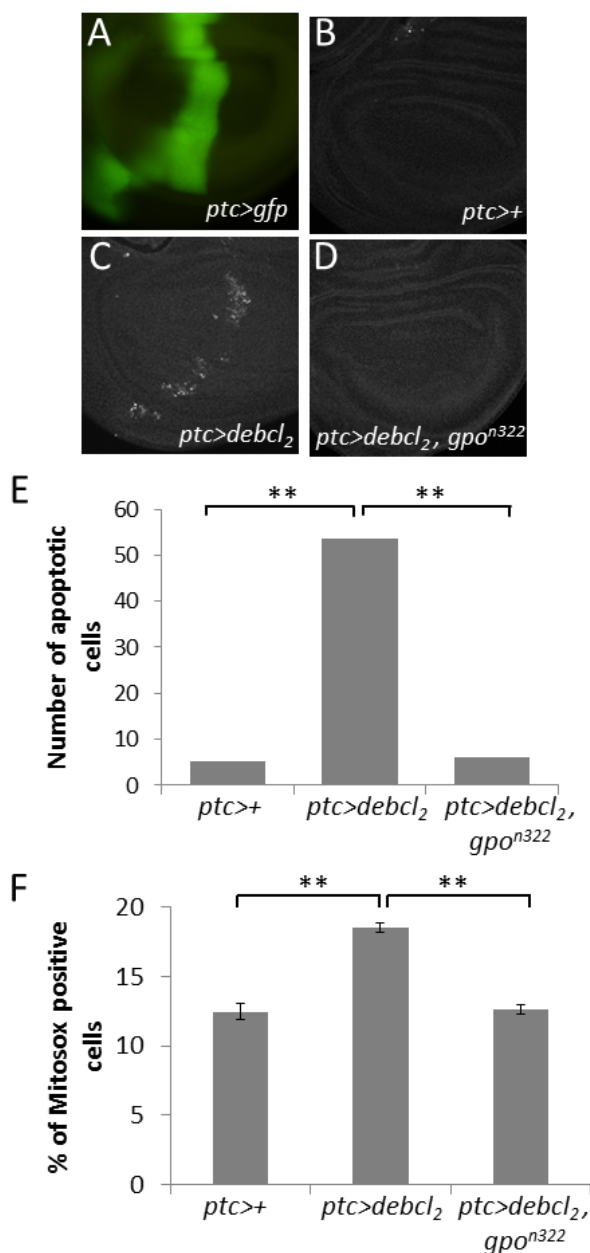 A
ptc>gfp
B
ptc>+
C
ptc>debcl₂
D
ptc>debcl₂, gpoⁿ³²²
E
** **
Number of apoptotic
cells
60
50
40
30
20
10
0
ptc>+
ptc>debcl₂
ptc>debcl₂,
gpoⁿ³²²
F
** **
% of Mitosox positive
cells
20
15
10
5
0
ptc>+
ptc>debcl₂
ptc>debcl₂,
gpoⁿ³²²